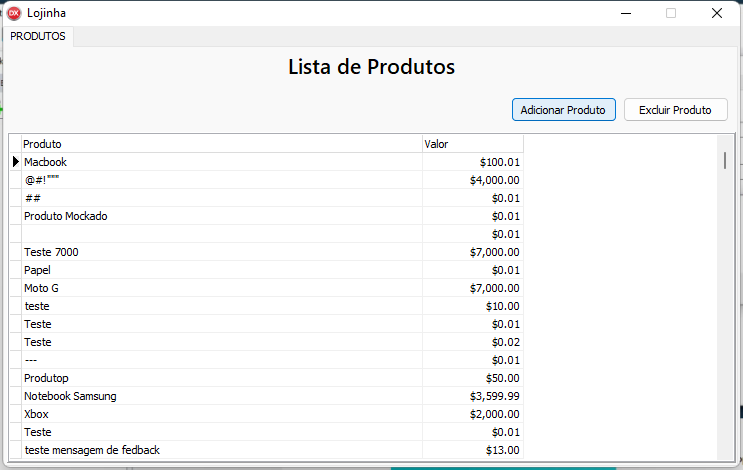 DX Lojinha
PRODUTOS
Lista de Produtos
Adicionar Produto Excluir Produto
Produto Valor
Macbook $100.01
@#!""" $4,000.00
## $0.01
Produto Mockado $0.01
$0.01
Teste 7000 $7,000.00
Papel $0.01
Moto G $7,000.00
teste $10.00
Teste $0.01
Teste $0.02
--- $0.01
Produtop $50.00
Notebook Samsung $3,599.99
Xbox $2,000.00
Teste $0.01
teste mensagem de fedback $13.00